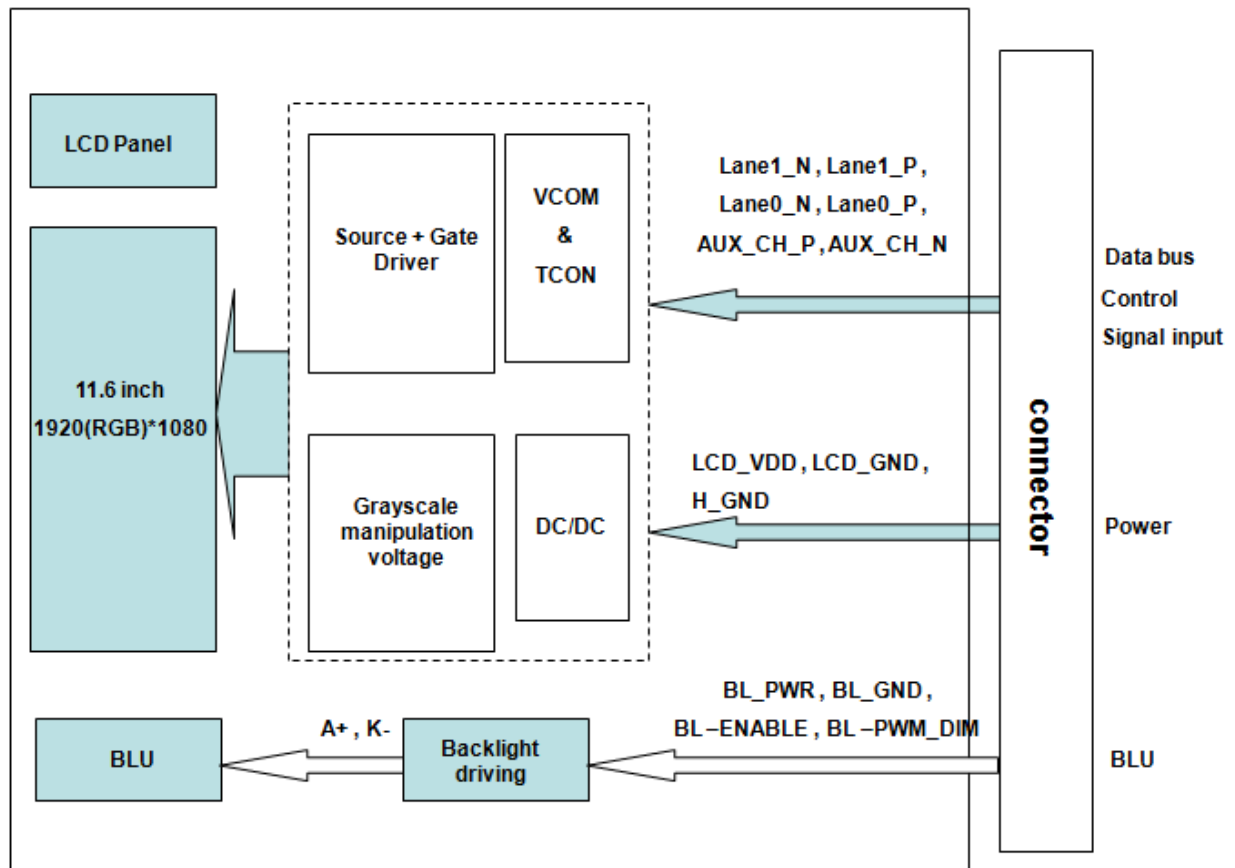 LCD Panel
11.6 inch
1920(RGB)*1080
Source + Gate
Driver
VCOM
&
TCON
Grayscale
manipulation
voltage
DC/DC
Lane1_N , Lane1_P ,
Lane0_N , Lane0_P ,
AUX_CH_P , AUX_CH_N
LCD_VDD , LCD_GND ,
H_GND
BL_PWR , BL_GND ,
BL-ENABLE , BL-PWM_DIM
A+ , K-
BLU
Backlight
driving
connector
Data bus
Control
Signal input
Power
BLU